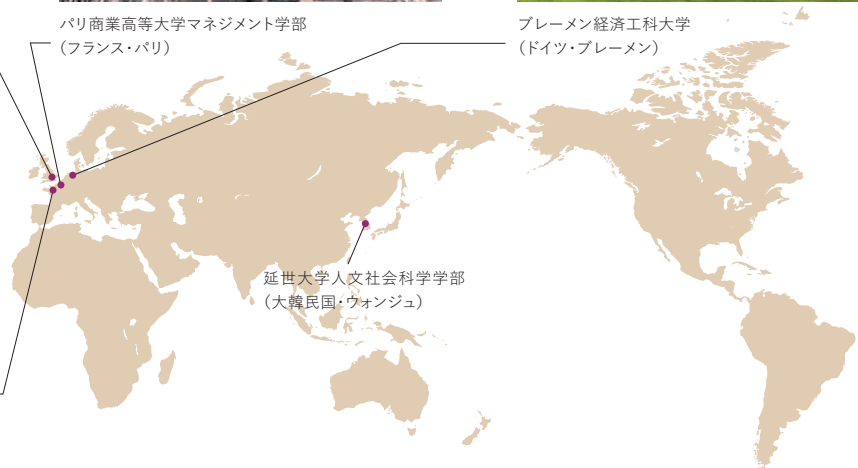 パリ商業高等大学マネジメント学部
（フランス・パリ）
ブレーメン経済工科大学
（ドイツ・ブレーメン）
延世大学人文社会科学学部
（大韓民国・ウォンジュ）